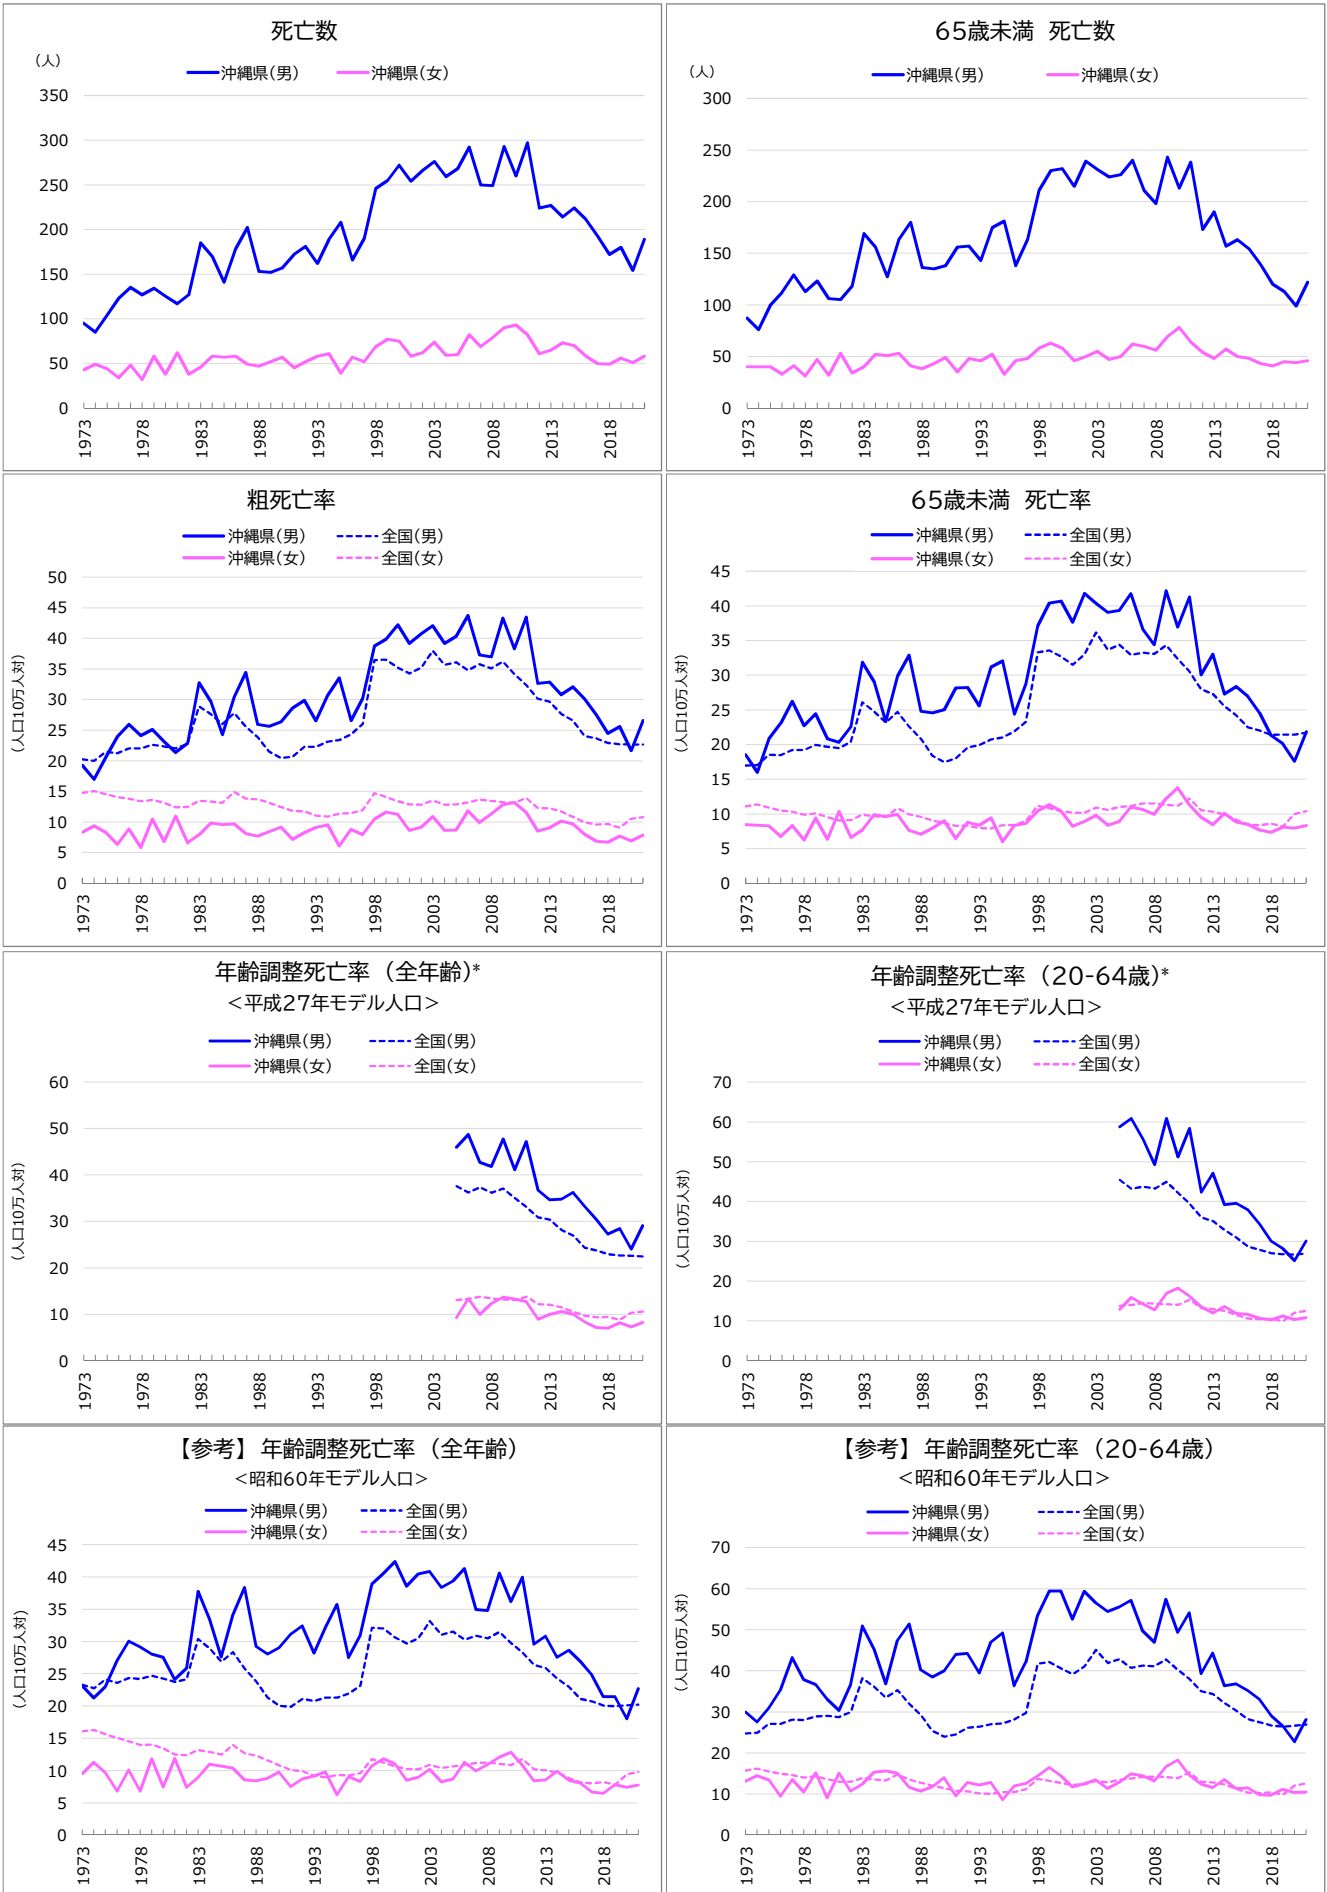 死亡数
(人)
沖縄県(男) 沖縄県(女)
350
300
250
200
150
100
50
0
1973 1978 1983 1988 1993 1998 2003 2008 2013 2018
65歳未満 死亡数
(人)
沖縄県(男) 沖縄県(女)
300
250
200
150
100
50
0
1973 1978 1983 1988 1993 1998 2003 2008 2013 2018
粗死亡率
沖縄県(男) 全国(男)
沖縄県(女) 全国(女)
(人口10万人対)
50
45
40
35
30
25
20
15
10
5
0
1973 1978 1983 1988 1993 1998 2003 2008 2013 2018
65歳未満 死亡率
沖縄県(男) 全国(男)
沖縄県(女) 全国(女)
(人口10万人対)
45
40
35
30
25
20
15
10
5
0
1973 1978 1983 1988 1993 1998 2003 2008 2013 2018
年齢調整死亡率（全年齢)*
＜平成27年モデル人口＞
沖縄県(男) 全国(男)
沖縄県(女) 全国(女)
(人口10万人対)
60
50
40
30
20
10
0
1973 1978 1983 1988 1993 1998 2003 2008 2013 2018
年齢調整死亡率（20-64歳)*
＜平成27年モデル人口＞
沖縄県(男) 全国(男)
沖縄県(女) 全国(女)
(人口10万人対)
70
60
50
40
30
20
10
0
1973 1978 1983 1988 1993 1998 2003 2008 2013 2018
【参考】年齢調整死亡率（全年齢）
＜昭和60年モデル人口＞
沖縄県(男) 全国(男)
沖縄県(女) 全国(女)
(人口10万人対)
45
40
35
30
25
20
15
10
5
0
1973 1978 1983 1988 1993 1998 2003 2008 2013 2018
【参考】年齢調整死亡率（20-64歳）
＜昭和60年モデル人口＞
沖縄県(男) 全国(男)
沖縄県(女) 全国(女)
(人口10万人対)
70
60
50
40
30
20
10
0
1973 1978 1983 1988 1993 1998 2003 2008 2013 2018